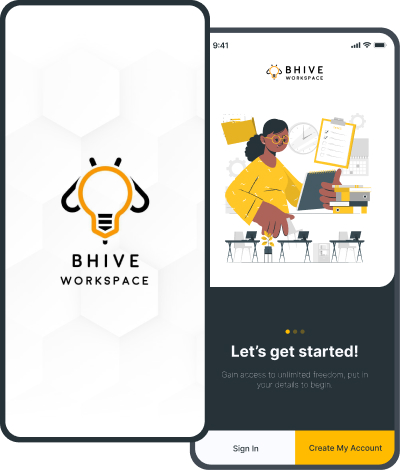 BHIVE
WORKSPACE
9:41
BHIVE
WORKSPACE
Let's get started!
Gain access to unlimited freedom, put in
your details to begin.
Sign In
Create My Account